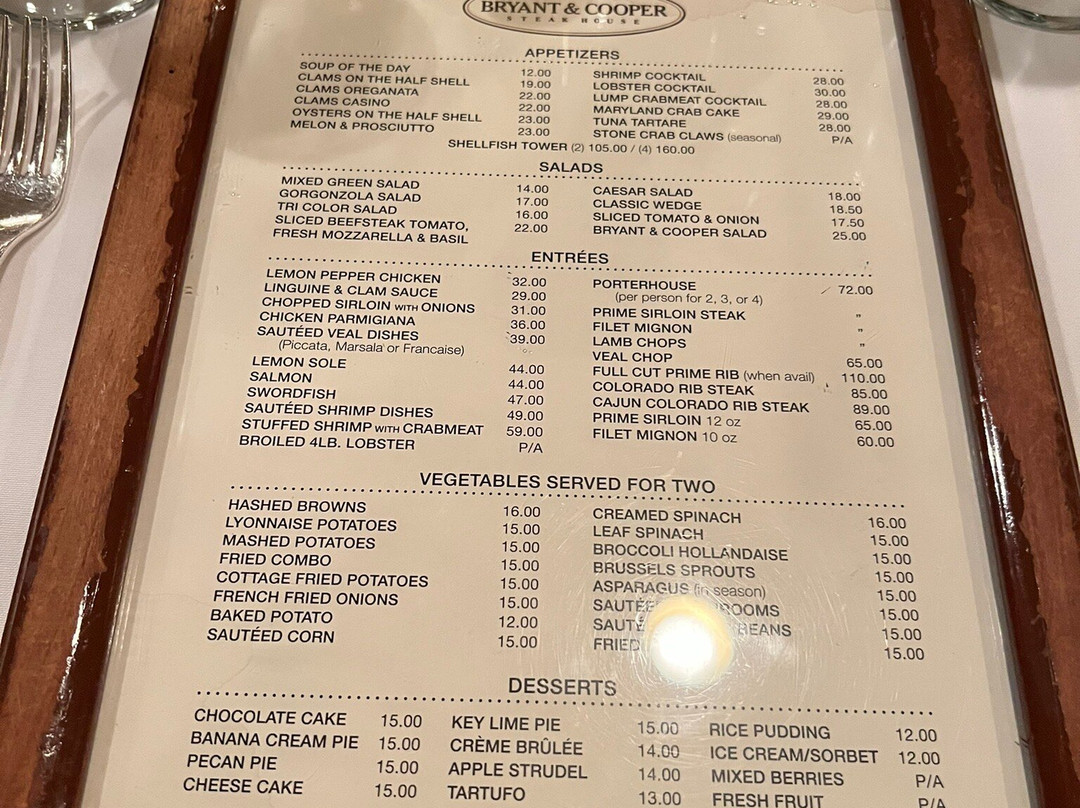 BRYANT & COOPER
STEAK HOUSE
APPETIZERS
SOUP OF THE DAY 12.00
CLAMS ON THE HALF SHELL 19.00
CLAMS OREGANATA 22.00
CLAMS CASINO 22.00
OYSTERS ON THE HALF SHELL 23.00
MELON & PROSCIUTTO 23.00
SHRIMP COCKTAIL 28.00
LOBSTER COCKTAIL 30.00
LUMP CRABMEAT COCKTAIL 28.00
MARYLAND CRAB CAKE 29.00
TUNA TARTARE 28.00
STONE CRAB CLAWS (seasonal) P/A
SHELLFISH TOWER (2) 105.00 / (4) 160.00
SALADS
MIXED GREEN SALAD 14.00
GORGONZOLA SALAD 17.00
TRI COLOR SALAD 16.00
SLICED BEEFSTEAK TOMATO, 22.00
FRESH MOZZARELLA & BASIL
CAESAR SALAD 18.00
CLASSIC WEDGE 18.50
SLICED TOMATO & ONION 17.50
BRYANT & COOPER SALAD 25.00
ENTRÉES
LEMON PEPPER CHICKEN 32.00
LINGUINE & CLAM SAUCE 29.00
CHOPPED SIRLOIN WITH ONIONS 31.00
CHICKEN PARMIGIANA 36.00
SAUTÉED VEAL DISHES 39.00
(Piccata, Marsala or Francaise)
LEMON SOLE 44.00
SALMON 44.00
SWORDFISH 47.00
SAUTÉED SHRIMP DISHES 49.00
STUFFED SHRIMP WITH CRABMEAT 59.00
BROILED 4LB. LOBSTER P/A
PORTERHOUSE 72.00
(per person for 2, 3, or 4)
PRIME SIRLOIN STEAK "
FILET MIGNON "
LAMB CHOPS "
VEAL CHOP 65.00
FULL CUT PRIME RIB (when avail) 110.00
COLORADO RIB STEAK 85.00
CAJUN COLORADO RIB STEAK 89.00
PRIME SIRLOIN 12 oz 65.00
FILET MIGNON 10 oz 60.00
VEGETABLES SERVED FOR TWO
HASHED BROWNS 16.00
LYONNAISE POTATOES 15.00
MASHED POTATOES 15.00
FRIED COMBO 15.00
COTTAGE FRIED POTATOES 15.00
FRENCH FRIED ONIONS 15.00
BAKED POTATO 12.00
SAUTÉED CORN 15.00
CREAMED SPINACH 16.00
LEAF SPINACH 15.00
BROCCOLI HOLLANDAISE 15.00
BRUSSELS SPROUTS 15.00
ASPARAGUS (in season) 15.00
15.00
15.00
FRIED 15.00
DESSERTS
CHOCOLATE CAKE 15.00
BANANA CREAM PIE 15.00
PECAN PIE 15.00
CHEESE CAKE 15.00
KEY LIME PIE 15.00
CRÈME BRÛLÉE 14.00
APPLE STRUDEL 14.00
TARTUFO 13.00
RICE PUDDING 12.00
ICE CREAM/SORBET 12.00
MIXED BERRIES P/A
FRESH FRUIT P/A